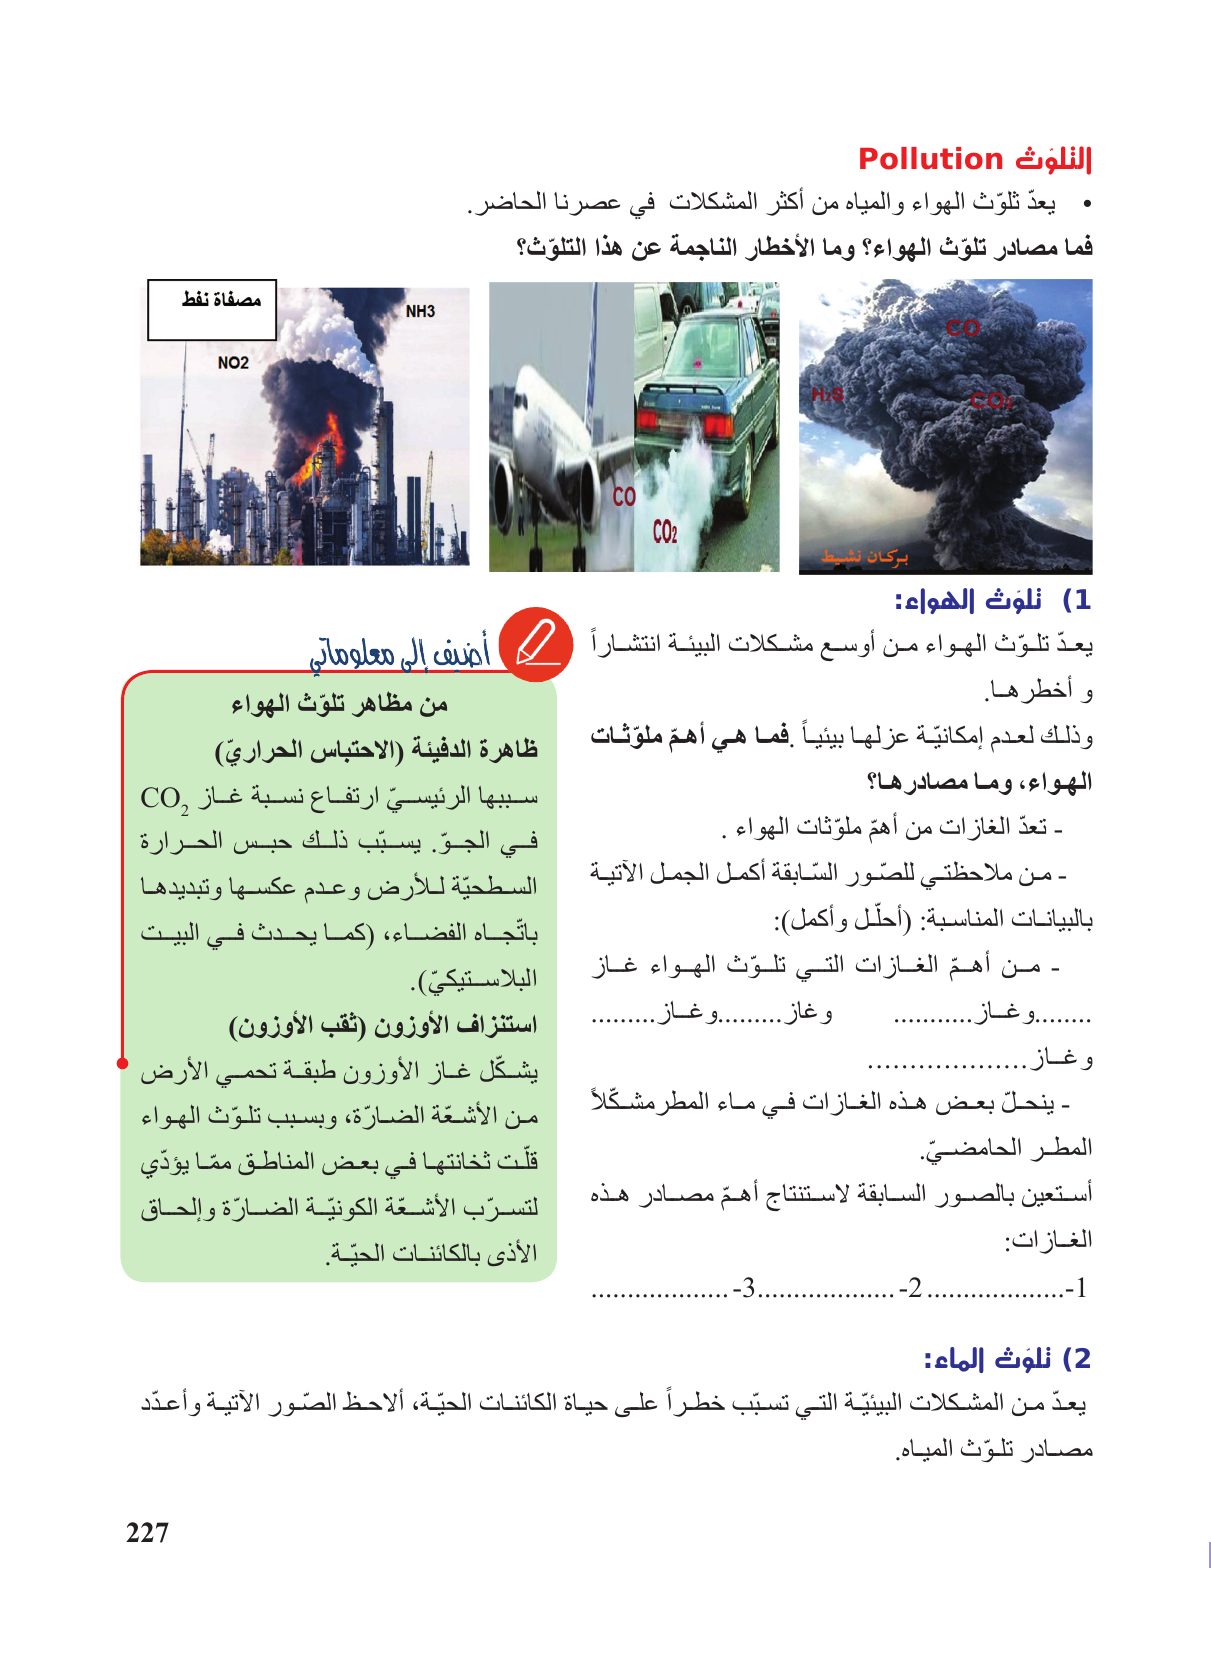 التلوّث Pollution
• يعدّ ثلوّث الهواء والمياه من أكثر المشكلات في عصرنا الحاضر.
فما مصادر تلوّث الهواء؟ وما الأخطار الناجمة عن هذا التلوّث؟
CO
H2S
CO2
بركان نشيط
CO
CO2
مصفاة نفط
NH3
NO2
1) تلوّث الهواء:
يعدّ تلوّث الهواء من أوسع مشكلات البيئة انتشاراً
و أخطرها.
وذلك لعدم إمكانيّة عزلها بيئياً .فما هي أهمّ ملوّثات
الهواء، وما مصادرها؟
- تعدّ الغازات من أهمّ ملوّثات الهواء .
- من ملاحظتي للصّور السّابقة أكمل الجمل الآتية
بالبيانات المناسبة: (أحلّل وأكمل):
- من أهمّ الغازات التي تلوّث الهواء غاز
........وغاز........... وغاز.........وغاز.........
وغاز...................
- ينحلّ بعض هذه الغازات في ماء المطرمشكّلاً
المطر الحامضيّ.
أستعين بالصور السابقة لاستنتاج أهمّ مصادر هذه
الغازات:
1-...................2-...................3-...................
أضيف إلى معلوماتي
من مظاهر تلوّث الهواء
ظاهرة الدفيئة (الاحتباس الحراريّ)
سببها الرئيسيّ ارتفاع نسبة غاز CO2
في الجوّ. يسبّب ذلك حبس الحرارة
السطحيّة للأرض وعدم عكسها وتبديدها
باتّجاه الفضاء، (كما يحدث في البيت
البلاستيكيّ).
استنزاف الأوزون (ثقب الأوزون)
يشكّل غاز الأوزون طبقة تحمي الأرض
من الأشعّة الضارّة، وبسبب تلوّث الهواء
قلّت ثخانتها في بعض المناطق ممّا يؤدّي
لتسرّب الأشعّة الكونيّة الضارّة وإلحاق
الأذى بالكائنات الحيّة.
2) تلوّث الماء:
يعدّ من المشكلات البيئيّة التي تسبّب خطراً على حياة الكائنات الحيّة، ألاحظ الصّور الآتية وأعدّد
مصادر تلوّث المياه.
227